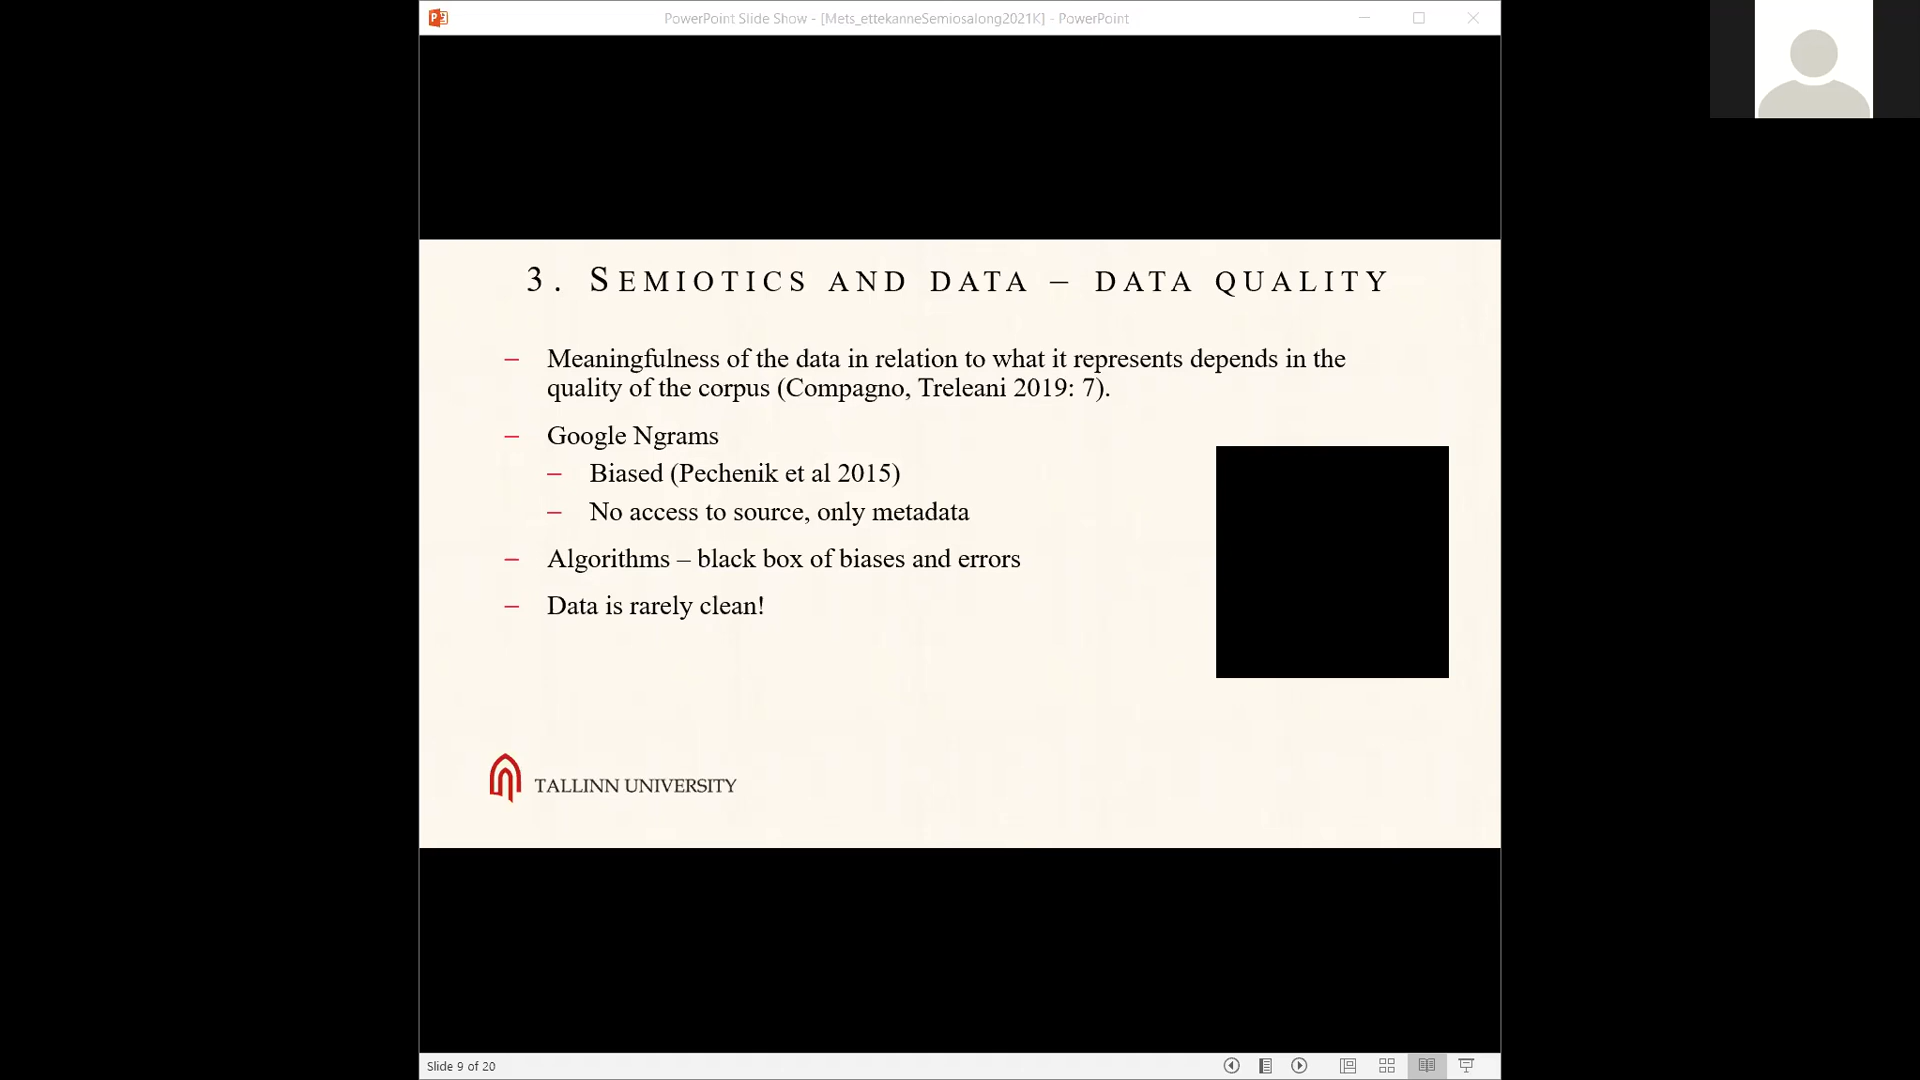 PowerPoint Slide Show - [Mets_ettekanneSemiosalong2021K] - PowerPoint
3. Semiotics and data – data quality
– Meaningfulness of the data in relation to what it represents depends in the
quality of the corpus (Compagno, Treleani 2019: 7).
– Google Ngrams
– Biased (Pechenik et al 2015)
– No access to source, only metadata
– Algorithms – black box of biases and errors
– Data is rarely clean!
TALLINN UNIVERSITY
Slide 9 of 20